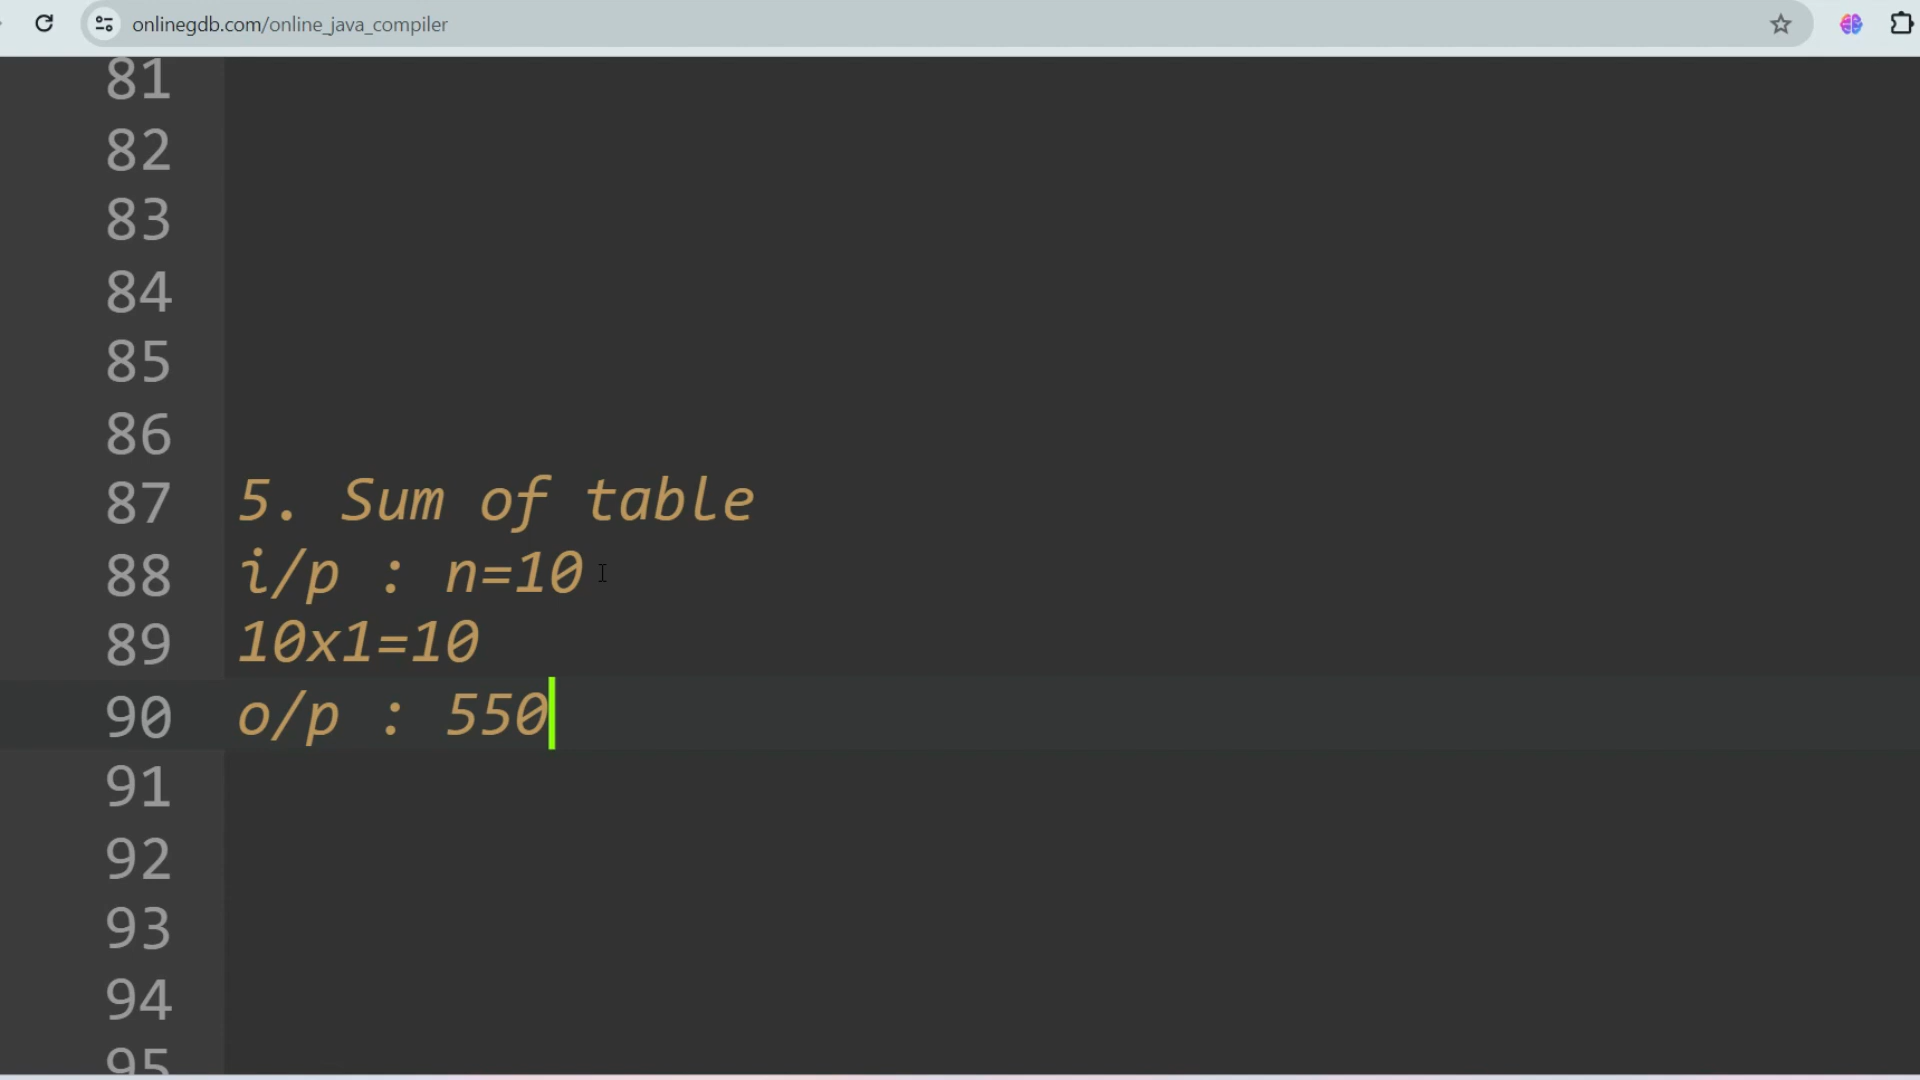 onlinegdb.com/online_java_compiler
81
82
83
84
85
86
87 5. Sum of table
88 i/p : n=10
89 10x1=10
90 o/p : 550
91
92
93
94
95